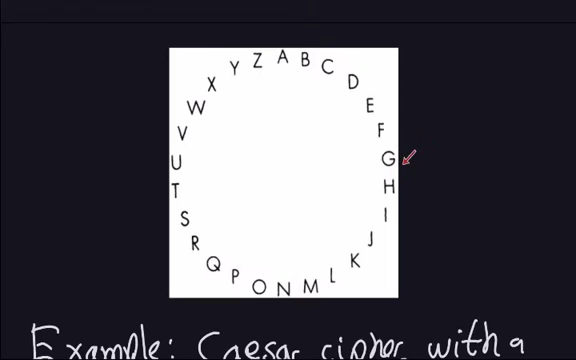 A B C D E F G H I J K L M N O P Q R S T U V W X Y Z
Example: Caesar cipher with a